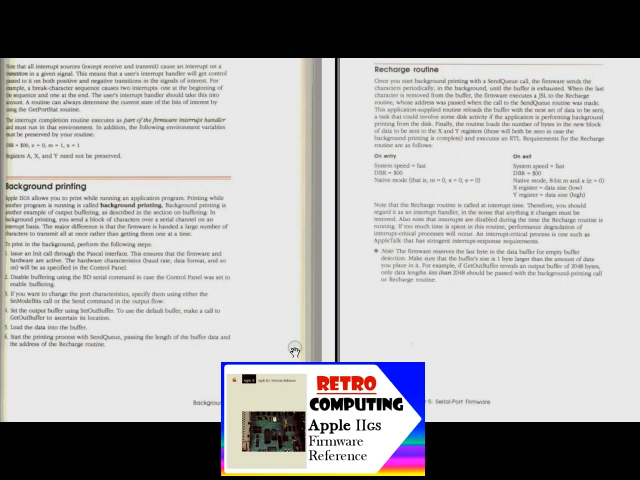 Note that all interrupt sources (except receive and transmit) cause an interrupt on a
transition in a given signal. This means that a user's interrupt handler will get control
passed to it on both positive and negative transitions in the signals of interest. For
example, a break-character sequence causes two interrupts: one at the beginning of
the sequence and one at the end. The user's interrupt handler should take this into
account. A routine can always determine the current state of the bits of interest by
using the GetPortStat routine.
The interrupt completion routine executes as part of the firmware interrupt handler
and must run in that environment. In addition, the following environment variables
must be preserved by your routine:
DBR = $00, e = 0, m = 1, x = 1
Registers A, X, and Y need not be preserved.
Background printing
Apple IIGS allows you to print while running an application program. Printing while
another program is running is called background printing. Background printing is
another example of output buffering, as described in the section on buffering. In
background printing, you send a block of characters over a serial channel on an
interrupt basis. The major difference is that the firmware is handed a large number of
characters to transmit all at once rather than getting them one at a time.
To print in the background, perform the following steps:
1. Issue an Init call through the Pascal interface. This ensures that the firmware and
hardware are active. The hardware characteristics (baud rate, data format, and so
on) will be as specified in the Control Panel.
2. Disable buffering using the BD serial command in case the Control Panel was set to
enable buffering.
3. If you want to change the port characteristics, specify them using either the
SetModeBits call or the Send command in the output flow.
4. Set the output buffer using SetOutBuffer. To use the default buffer, make a call to
GetOutBuffer to ascertain its location.
5. Load the data into the buffer.
6. Start the printing process with SendQueue, passing the length of the buffer data and
the address of the Recharge routine.
Backgroun
Recharge routine
Once you start background printing with a SendQueue call, the firmware sends the
characters periodically, in the background, until the buffer is exhausted. When the last
character is removed from the buffer, the firmware executes a JSL to the Recharge
routine, whose address was passed when the call to the SendQueue routine was made.
This application-supplied routine reloads the buffer with the next set of data to be sent,
a task that could involve some disk activity if the application is performing background
printing from the disk. Finally, the routine loads the number of bytes in the new block
of data to be sent to the X and Y registers (these will both be zero in case the
background printing is complete) and executes an RTL. Requirements for the Recharge
routine are as follows:
On entry
System speed = fast
DBR = $00
Native mode (that is, m = 0, x = 0, e = 0)
On exit
System speed = fast
DBR = $00
Native mode, 8-bit m and x (e = 0)
X register = data size (low)
Y register = data size (high)
Note that the Recharge routine is called at interrupt time. Therefore, you should
regard it as an interrupt handler, in the sense that anything it changes must be
restored. Also note that interrupts are disabled during the time the Recharge routine is
running. If too much time is spent in this routine, performance degradation of
interrupt-critical processes will occur. An interrupt-critical process is one such as
AppleTalk that has stringent interrupt-response requirements.
Note: The firmware reserves the last byte in the data buffer for empty buffer
detection. Make sure that the buffer's size is 1 byte larger than the amount of data
you place in it. For example, if GetOutBuffer reveals an output buffer of 2048 bytes,
only data lengths less than 2048 should be passed with the background-printing call
or Recharge routine.
5: Serial-Port Firmware
RETRO
COMPUTING
Apple IIGS
Firmware
Reference